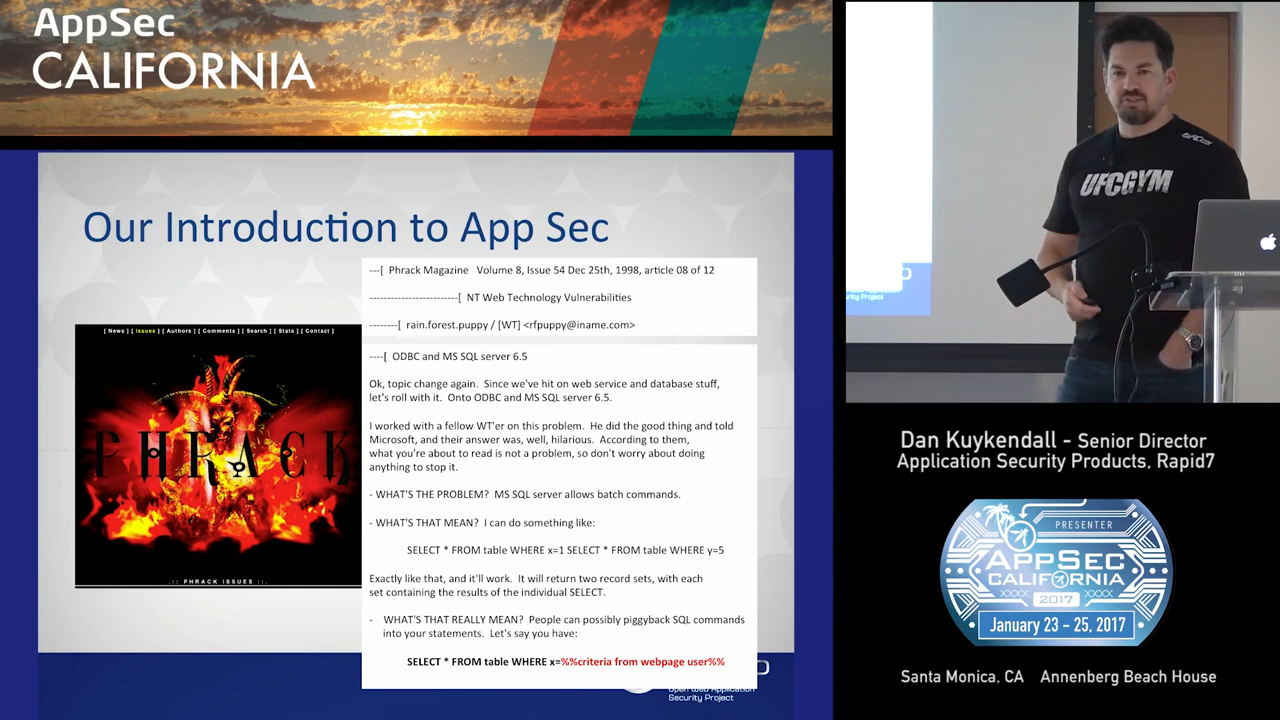 AppSec
CALIFORNIA
Our Introduction to App Sec
---[ Phrack Magazine Volume 8, Issue 54 Dec 25th, 1998, article 08 of 12
-------------------------[ NT Web Technology Vulnerabilities
--------[ rain.forest.puppy / [WT] <rfpuppy@iname.com>
[ News ] [ Issues ] [ Authors ] [ Comments ] [ Search ] [ Stats ] [ Contact ]
PHRACK
.:: PHRACK ISSUES ::.
----[ ODBC and MS SQL server 6.5
Ok, topic change again. Since we've hit on web service and database stuff,
let's roll with it. Onto ODBC and MS SQL server 6.5.
I worked with a fellow WT'er on this problem. He did the good thing and told
Microsoft, and their answer was, well, hilarious. According to them,
what you're about to read is not a problem, so don't worry about doing
anything to stop it.
- WHAT'S THE PROBLEM? MS SQL server allows batch commands.
- WHAT'S THAT MEAN? I can do something like:
SELECT * FROM table WHERE x=1 SELECT * FROM table WHERE y=5
Exactly like that, and it'll work. It will return two record sets, with each
set containing the results of the individual SELECT.
- WHAT'S THAT REALLY MEAN? People can possibly piggyback SQL commands
into your statements. Let's say you have:
SELECT * FROM table WHERE x=%%criteria from webpage user%%
Open Web Application
Security Project
UFCGYM
Dan Kuykendall - Senior Director
Application Security Products, Rapid7
PRESENTER
APPSEC
CALIFORNIA
2017
January 23 - 25, 2017
Santa Monica, CA Annenberg Beach House